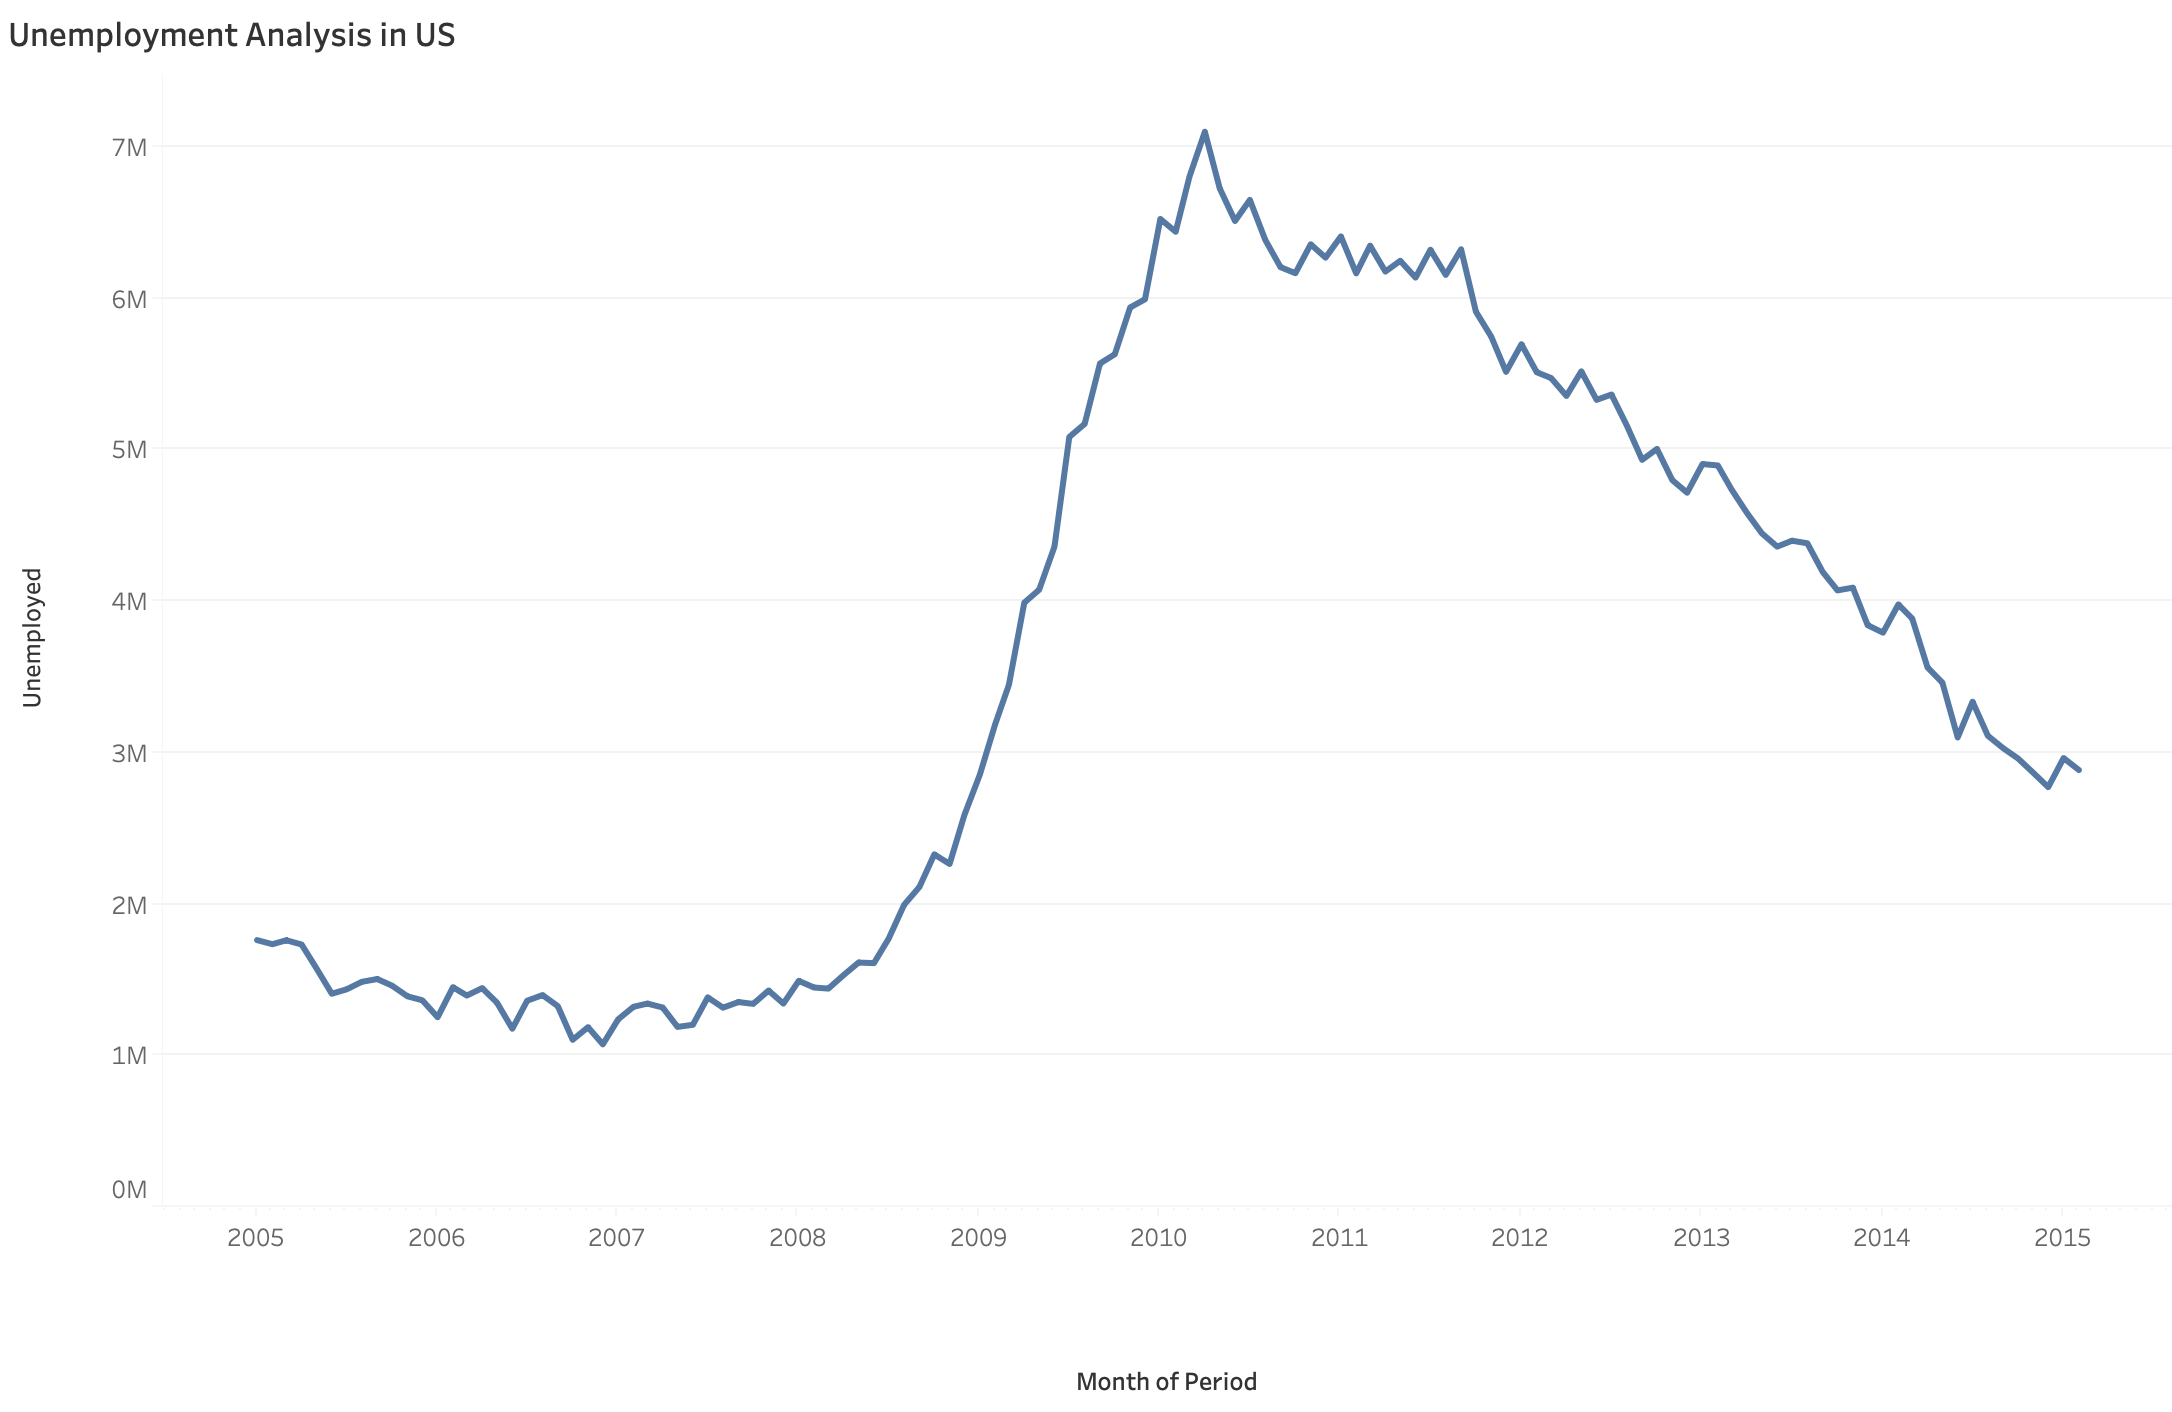 Unemployment Analysis in US
7M
6M
5M
4M
3M
2M
1M
0M
Unemployed
2005 2006 2007 2008 2009 2010 2011 2012 2013 2014 2015
Month of Period